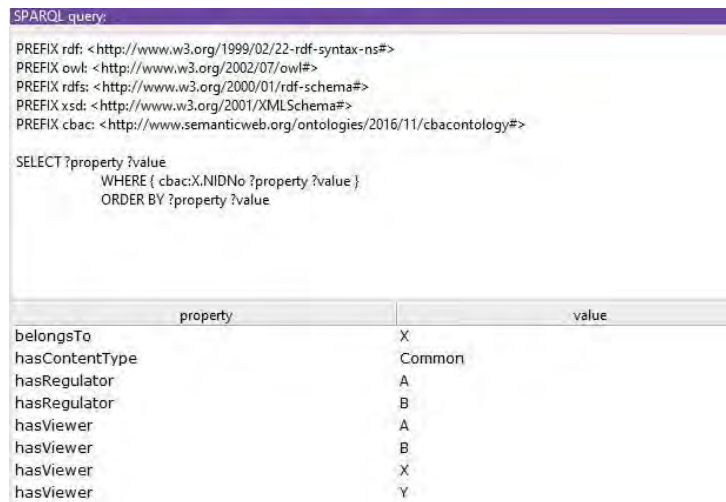 SPARQL query:
PREFIX rdf: <http://www.w3.org/1999/02/22-rdf-syntax-ns#>
PREFIX owl: <http://www.w3.org/2002/07/owl#>
PREFIX rdfs: <http://www.w3.org/2000/01/rdf-schema#>
PREFIX xsd: <http://www.w3.org/2001/XMLSchema#>
PREFIX cbac: <http://www.semanticweb.org/ontologies/2016/11/cbacontology#>
SELECT ?property ?value
WHERE { cbac:X.NIDNo ?property ?value }
ORDER BY ?property ?value
property value
belongsTo X
hasContentType Common
hasRegulator A
hasRegulator B
hasViewer A
hasViewer B
hasViewer X
hasViewer Y